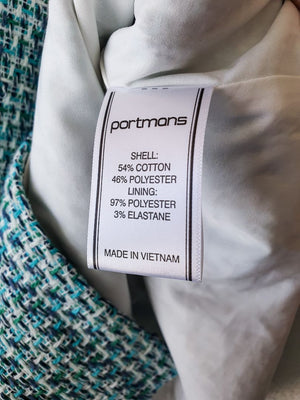 portmans
SHELL:
54% COTTON
46% POLYESTER
LINING:
97% POLYESTER
3% ELASTANE
MADE IN VIETNAM